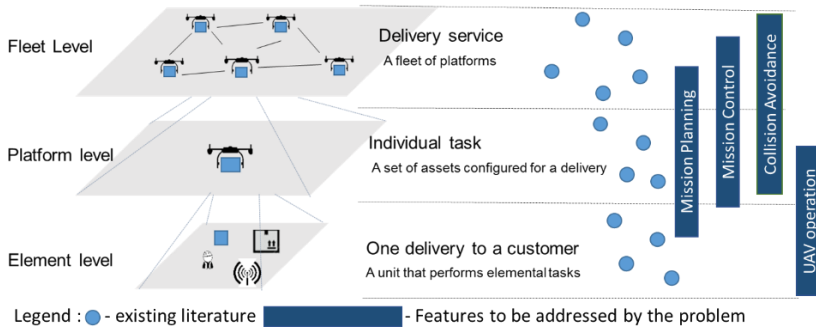 Fleet Level
Delivery service
A fleet of platforms
Platform level
Individual task
A set of assets configured for a delivery
Element level
One delivery to a customer
A unit that performs elemental tasks
Mission Planning
Mission Control
Collision Avoidance
UAV operation
Legend : - existing literature - Features to be addressed by the problem